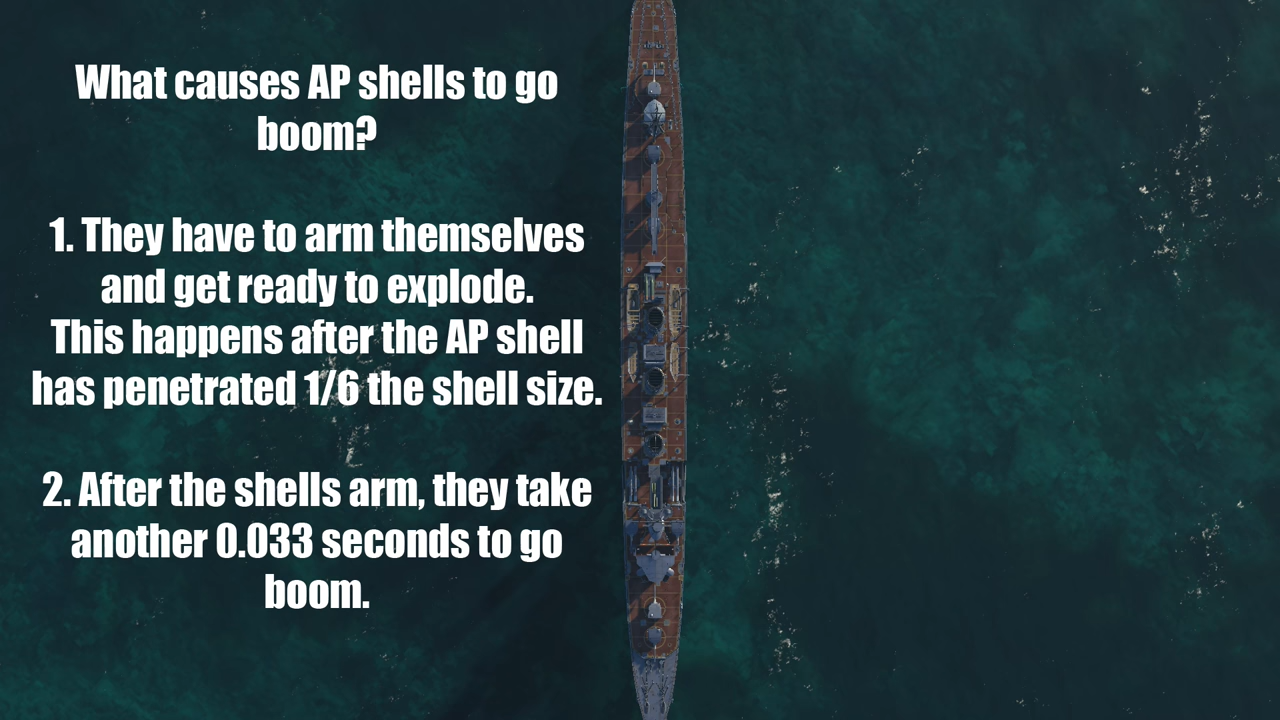 What causes AP shells to go
boom?
1. They have to arm themselves
and get ready to explode.
This happens after the AP shell
has penetrated 1/6 the shell size.
2. After the shells arm, they take
another 0.033 seconds to go
boom.